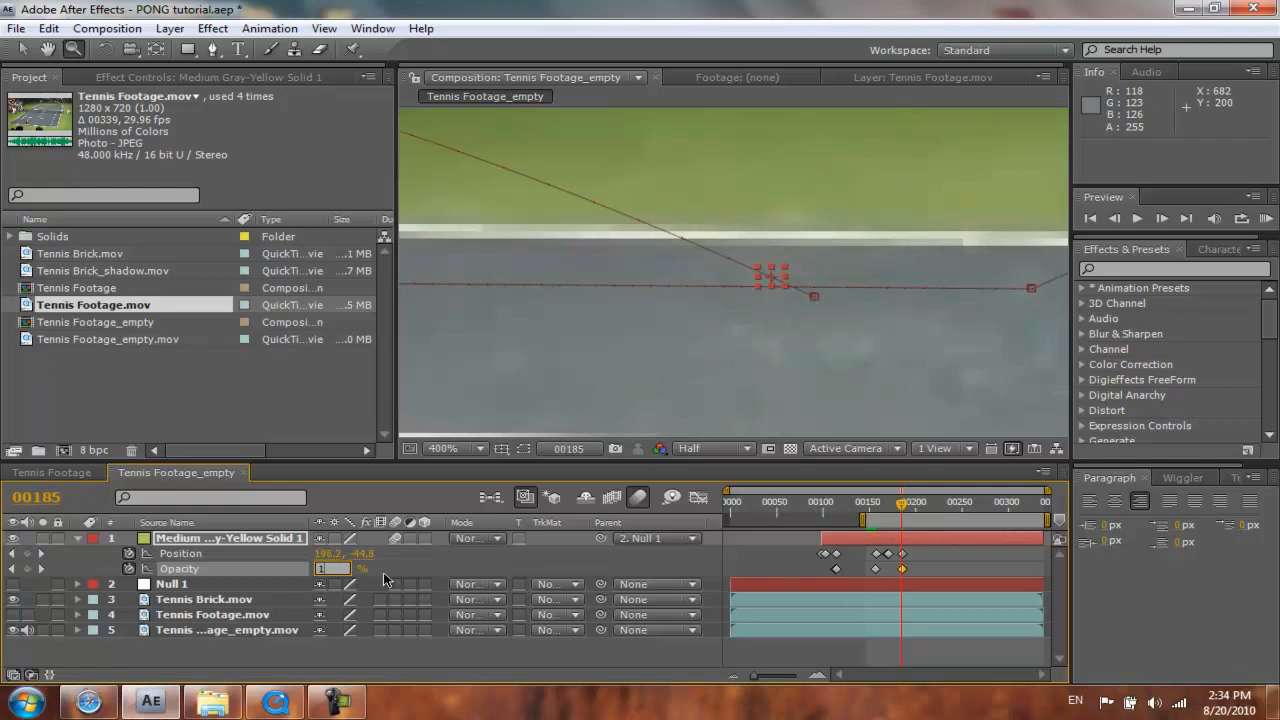 Adobe After Effects - PONG tutorial.aep *
File Edit Composition Layer Effect Animation View Window Help
Workspace: Standard Search Help
Project Effect Controls: Medium Gray-Yellow Solid 1
Composition: Tennis Footage_empty Footage: (none) Layer: Tennis Footage.mov
Info Audio
Tennis Footage.mov , used 4 times
1280 x 720 (1.00)
Δ 00339, 29.96 fps
Millions of Colors
Photo - JPEG
48.000 kHz / 16 bit U / Stereo
Tennis Footage_empty
R : 118
G : 123
B : 126
A : 255
X : 682
Y : 200
Name Type Size Du
Solids Folder
Tennis Brick.mov QuickTi...vie ....1 MB
Tennis Brick_shadow.mov QuickTi...vie ....7 MB
Tennis Footage Composi...n
Tennis Footage.mov QuickTi...vie ....5 MB
Tennis Footage_empty Composi...n
Tennis Footage_empty.mov QuickTi...vie ....0 MB
8 bpc
400% 00185 Half Active Camera 1 View
Preview
Effects & Presets Characte
* Animation Presets
3D Channel
Audio
Blur & Sharpen
Channel
Color Correction
Digieffects FreeForm
Digital Anarchy
Distort
Expression Controls
Generate
Tennis Footage Tennis Footage_empty
00185
0000 00050 00100 00150 00200 00250 00300 00
# Source Name fx Mode T TrkMat Parent
1 Medium ...y-Yellow Solid 1 Nor... 2. Null 1
Position 196.2, -44.8
Opacity 1 %
2 Null 1 Nor... No... None
3 Tennis Brick.mov Nor... No... None
4 Tennis Footage.mov Nor... No... None
5 Tennis ...age_empty.mov Nor... No... None
Paragraph Wiggler Tr
0 px 0 px 0 px
0 px 0 px
AE
EN
2:34 PM
8/20/2010